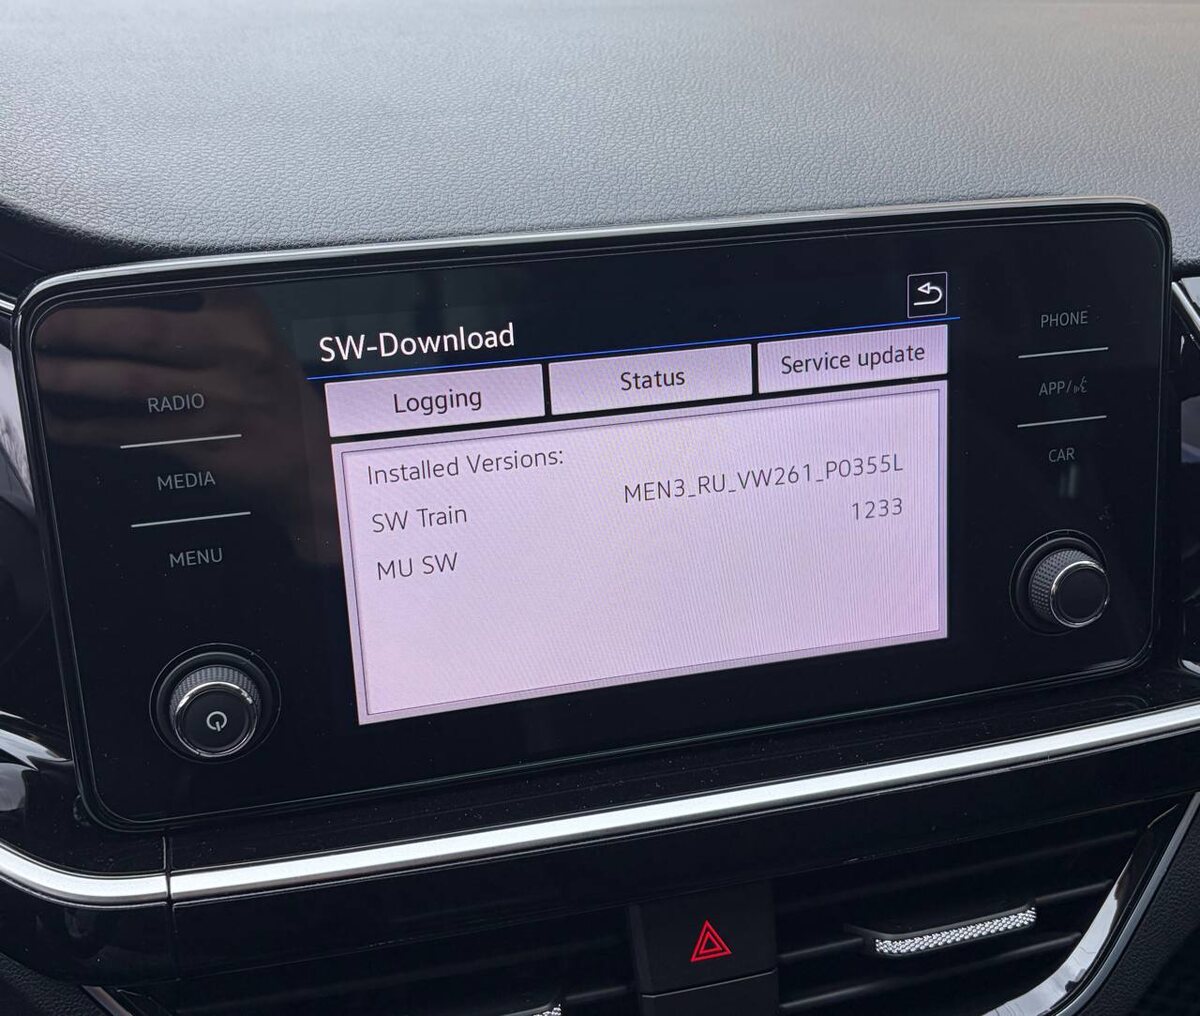 SW-Download
Logging
Status
Service update
Installed Versions:
SW Train MEN3_RU_VW261_P0355L
MU SW 1233
RADIO
MEDIA
MENU
PHONE
APP/
CAR